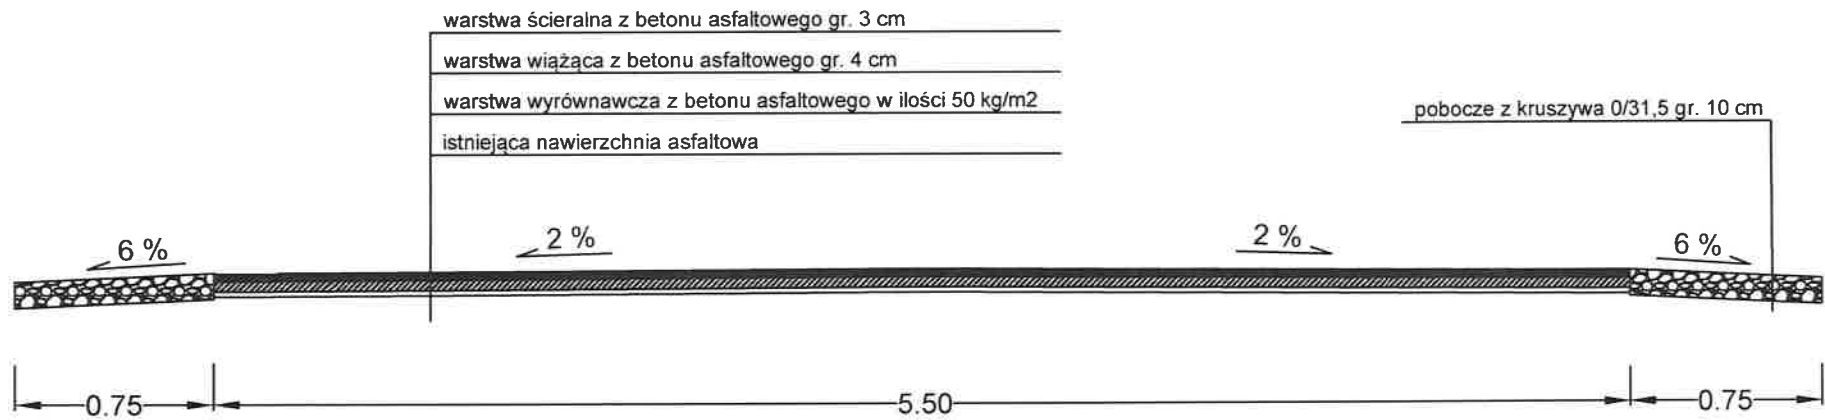 warstwa ścieralna z betonu asfaltowego gr. 3 cm
warstwa wiążąca z betonu asfaltowego gr. 4 cm
warstwa wyrównawcza z betonu asfaltowego w ilości 50 kg/m2
istniejąca nawierzchnia asfaltowa
pobocze z kruszywa 0/31,5 gr. 10 cm
6 %
2 %
2 %
6 %
0.75
5.50
0.75